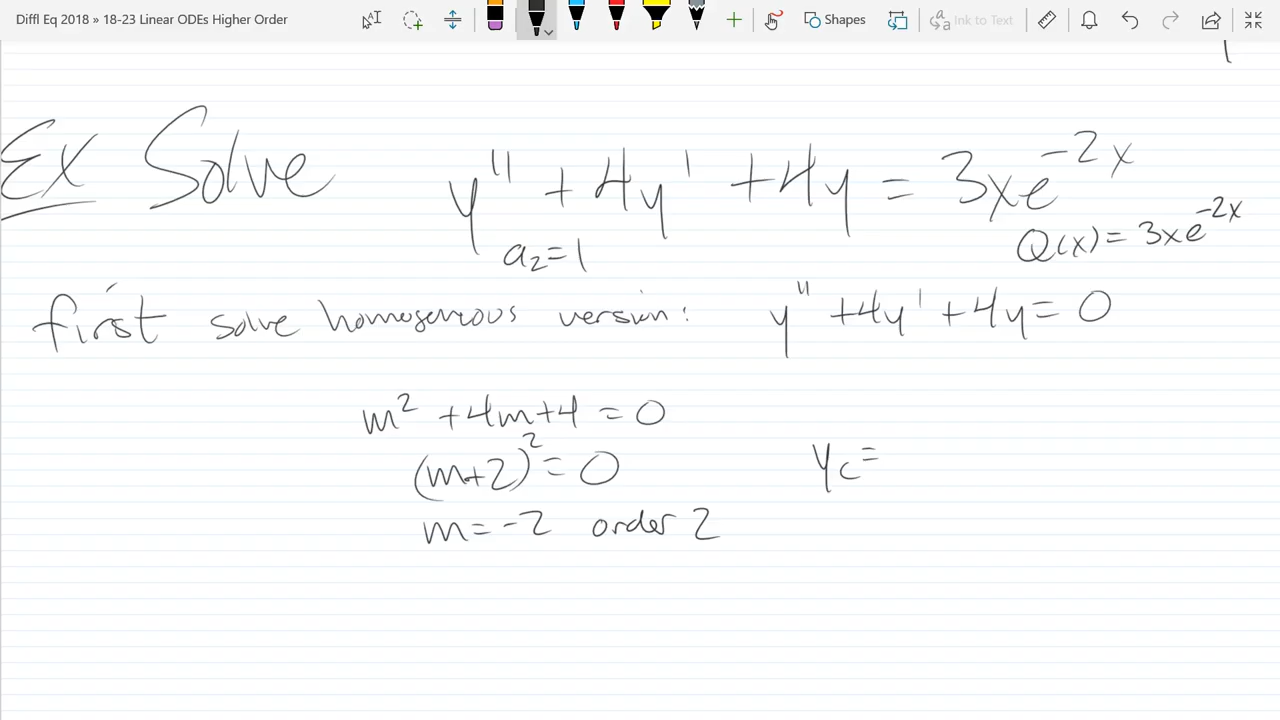 Diffl Eq 2018 » 18-23 Linear ODEs Higher Order
Shapes
Ink to Text
Ex Solve y'' + 4y' + 4y = 3xe^{-2x}
a_2 = 1 Q(x) = 3xe^{-2x}
first solve homogeneous version: y'' + 4y' + 4y = 0
m^2 + 4m + 4 = 0
(m+2)^2 = 0 y_c =
m = -2 order 2